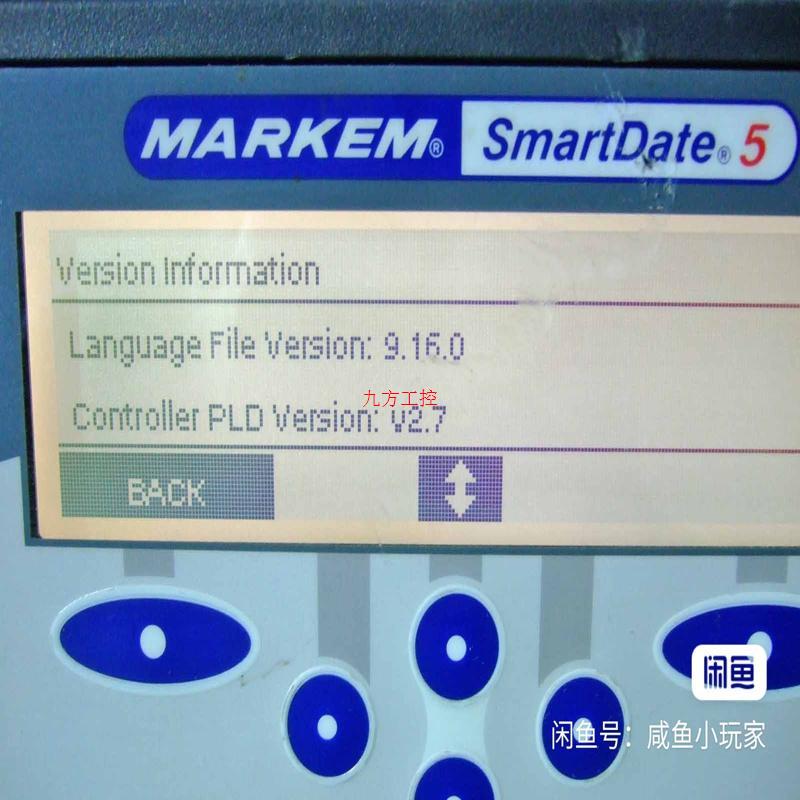 MARKEM® SmartDate® 5
Version Information
Language File Version: 9.16.0
九方工控
Controller PLD Version: v2.7
BACK
闲鱼
闲鱼号：咸鱼小玩家